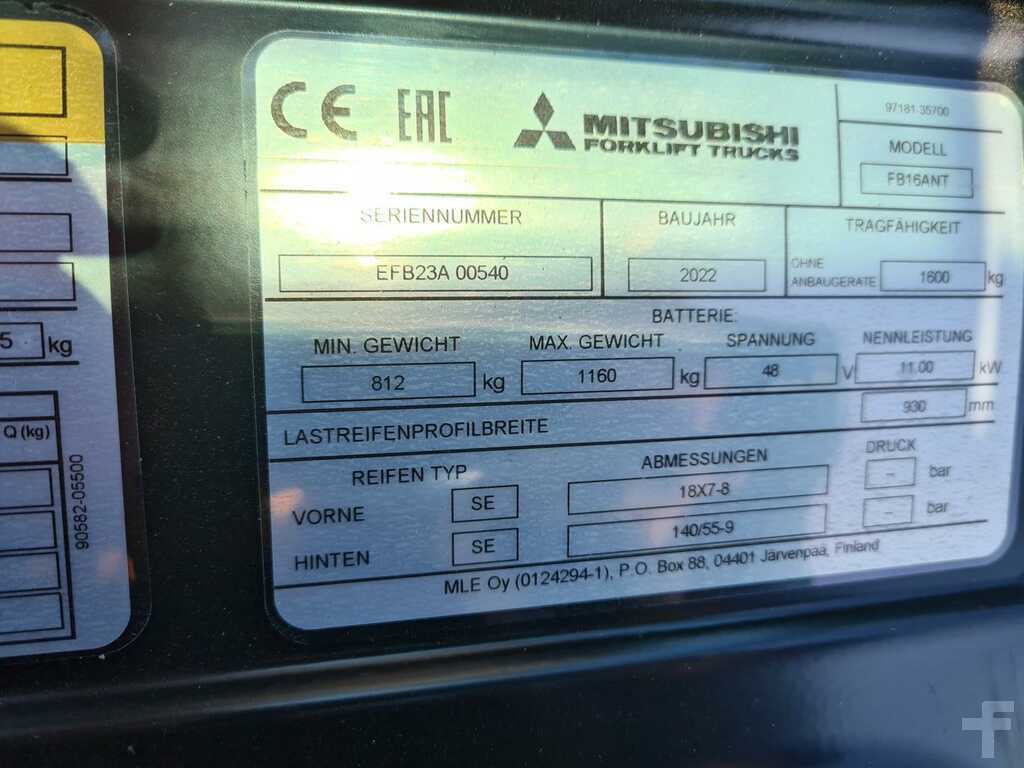 CE EAC MITSUBISHI
FORKLIFT TRUCKS
97181-35700
MODELL
FB16ANT
SERIENNUMMER BAUJAHR TRAGFÄHIGKEIT
EFB23A 00540 2022 OHNE ANBAUGERÄTE 1600 kg
BATTERIE:
MIN. GEWICHT MAX. GEWICHT SPANNUNG NENNLEISTUNG
812 kg 1160 kg 48 V 11.00 kW
LASTREIFENPROFILBREITE 930 mm
REIFEN TYP ABMESSUNGEN DRUCK
VORNE SE 18X7-8 – bar
HINTEN SE 140/55-9 – bar
MLE Oy (0124294-1), P.O. Box 88, 04401 Järvenpää, Finland
5 kg
Q (kg)
90582-05500